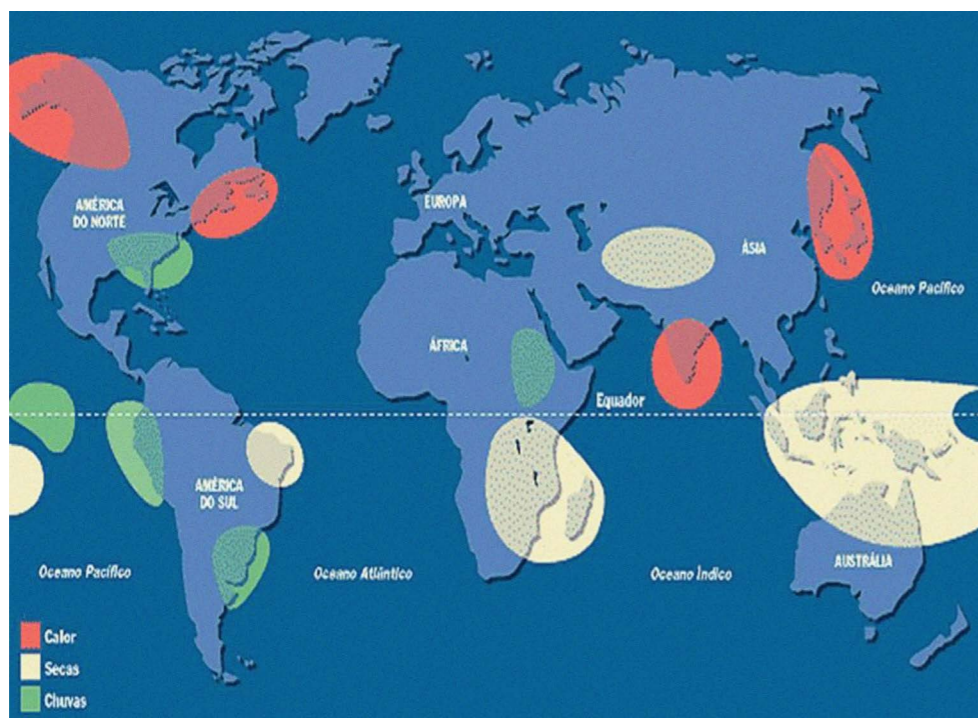 AMÉRICA
DO NORTE
EUROPA
ÁSIA
Oceano Pacífico
ÁFRICA
Equador
AMÉRICA
DO SUL
Oceano Pacífico
Oceano Atlântico
Oceano Índico
AUSTRÁLIA
Calor
Secas
Chuvas